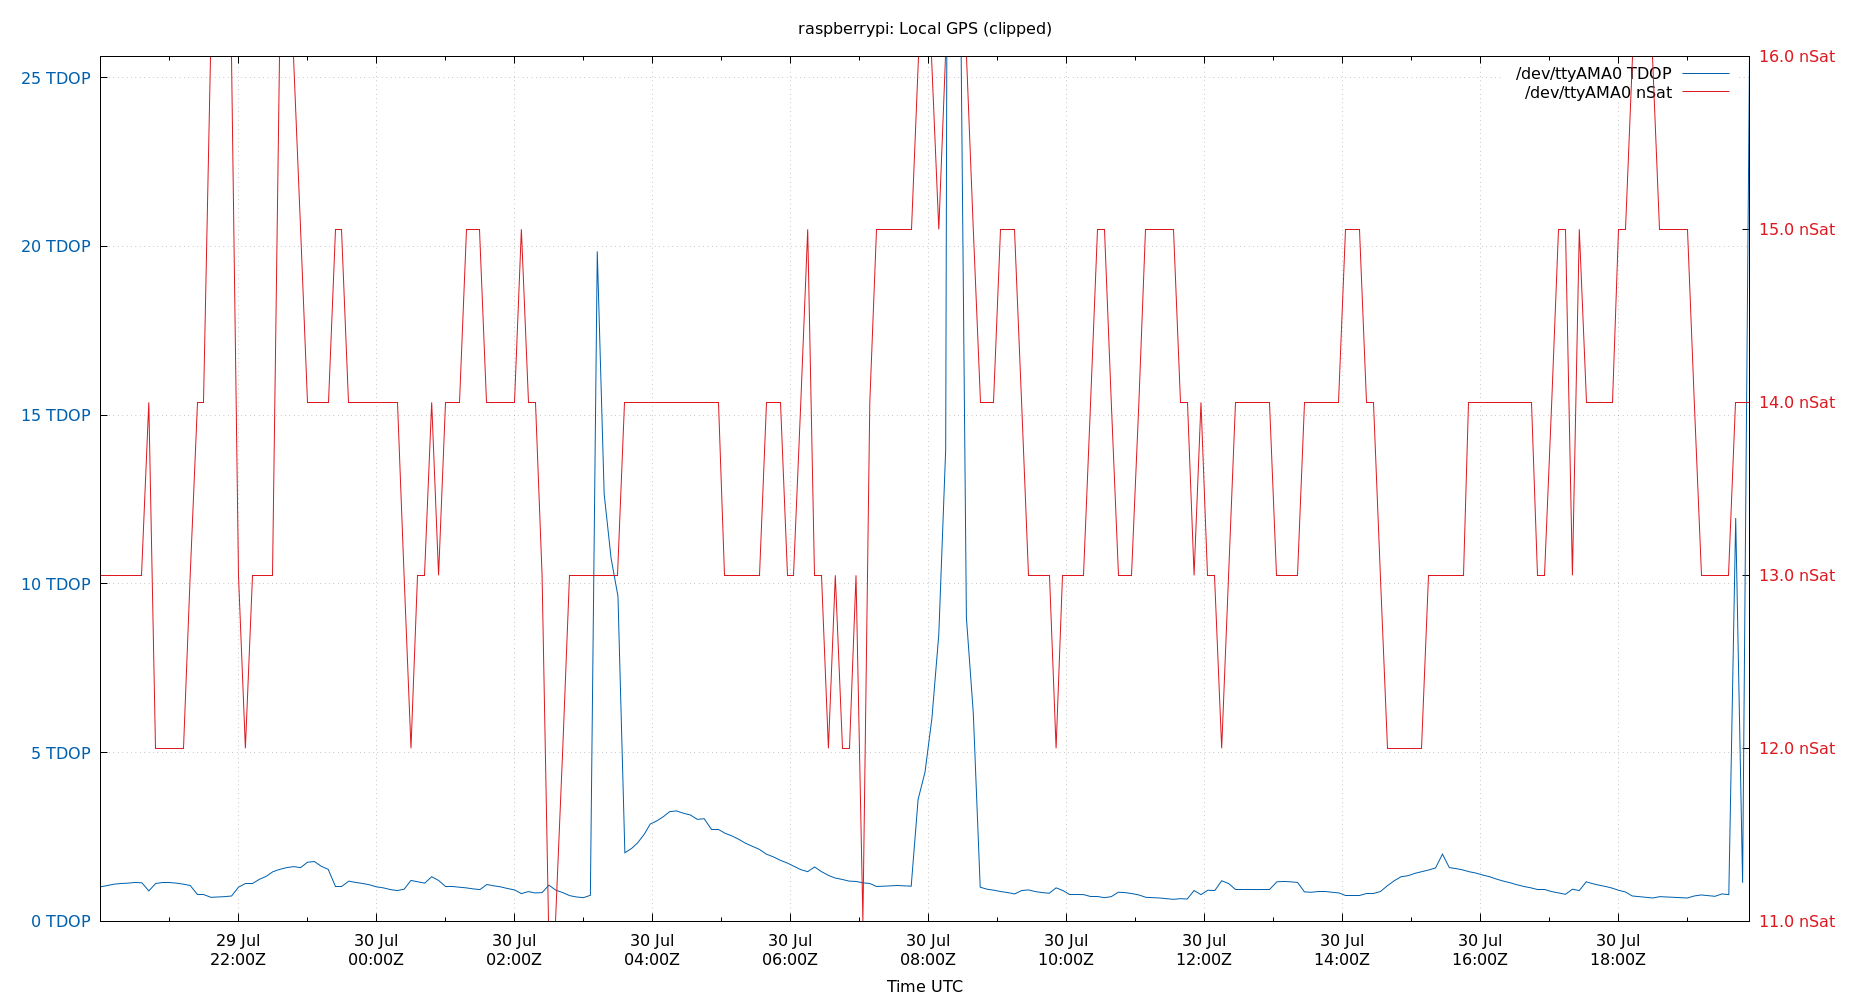 raspberrypi: Local GPS (clipped)
25 TDOP
20 TDOP
15 TDOP
10 TDOP
5 TDOP
0 TDOP
/dev/ttyAMA0 TDOP
/dev/ttyAMA0 nSat
16.0 nSat
15.0 nSat
14.0 nSat
13.0 nSat
12.0 nSat
11.0 nSat
29 Jul 30 Jul 30 Jul 30 Jul 30 Jul 30 Jul 30 Jul 30 Jul 30 Jul 30 Jul 30 Jul
22:00Z 00:00Z 02:00Z 04:00Z 06:00Z 08:00Z 10:00Z 12:00Z 14:00Z 16:00Z 18:00Z
Time UTC